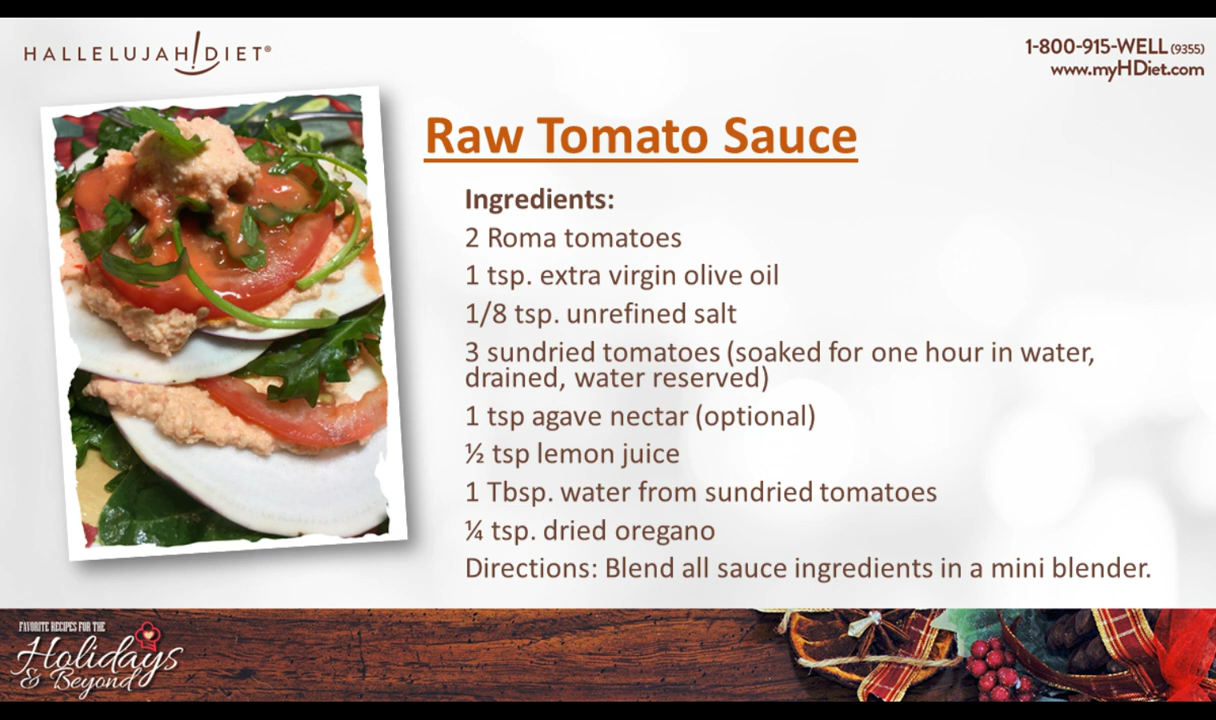 HALLELUJAH! DIET®
1-800-915-WELL (9355)
www.myHDiet.com
Raw Tomato Sauce
Ingredients:
2 Roma tomatoes
1 tsp. extra virgin olive oil
1/8 tsp. unrefined salt
3 sundried tomatoes (soaked for one hour in water,
drained, water reserved)
1 tsp agave nectar (optional)
½ tsp lemon juice
1 Tbsp. water from sundried tomatoes
¼ tsp. dried oregano
Directions: Blend all sauce ingredients in a mini blender.
FAVORITE RECIPES FOR THE
Holidays
& Beyond